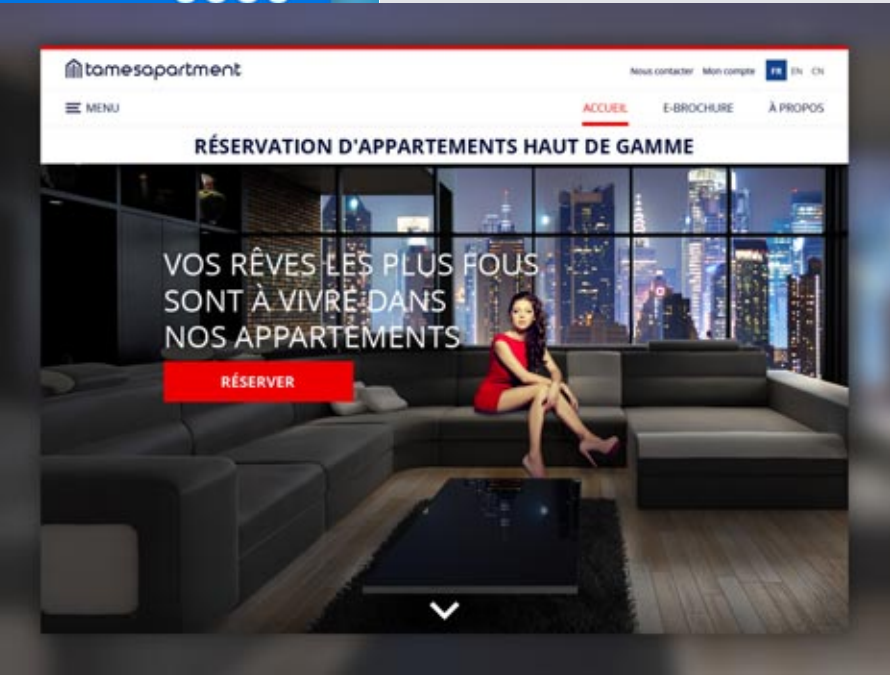 tamesapartment
Nous contacter Mon compte FR EN CN
MENU
ACCUEIL E-BROCHURE À PROPOS
RÉSERVATION D'APPARTEMENTS HAUT DE GAMME
VOS RÊVES LES PLUS FOUS
SONT À VIVRE DANS
NOS APPARTEMENTS
RÉSERVER